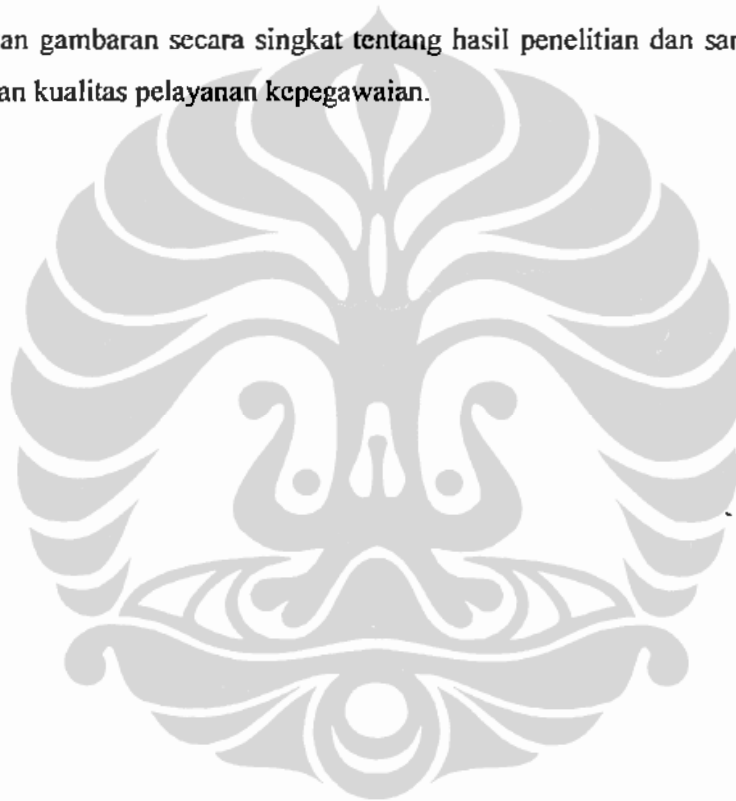 an gambaran secara singkat tentang hasil penelitian dan sar
an kualitas pelayanan kepegawaian.